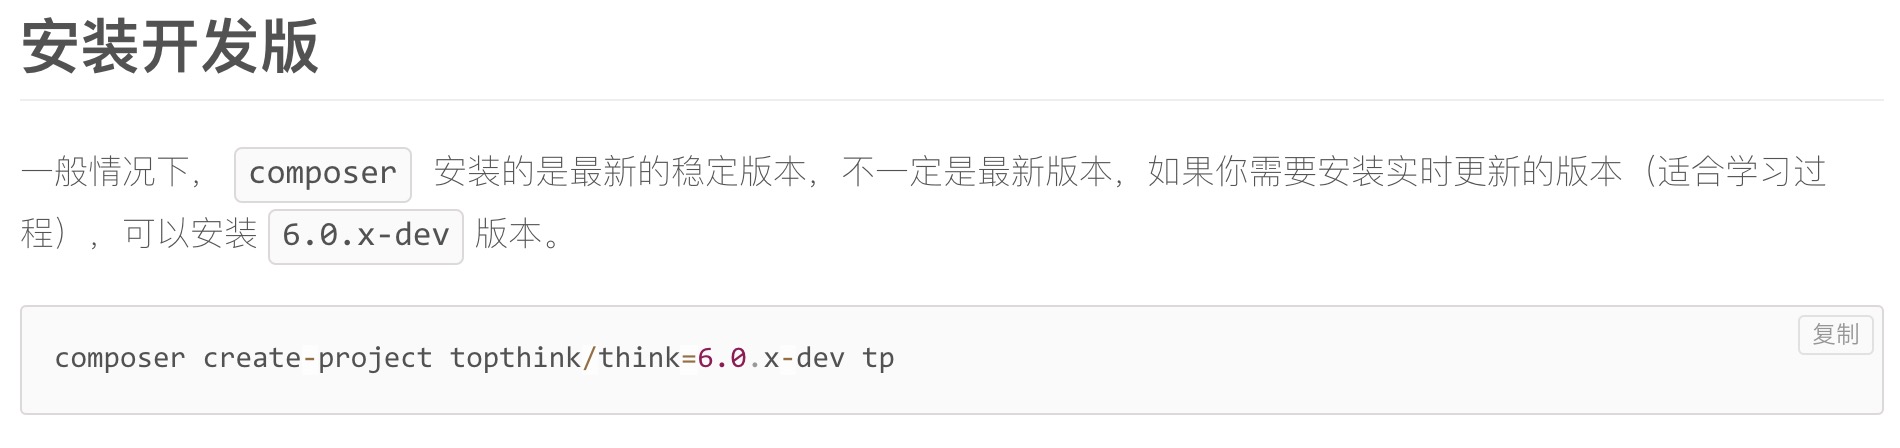 安装开发版
一般情况下， composer 安装的是最新的稳定版本，不一定是最新版本，如果你需要安装实时更新的版本（适合学习过
程），可以安装 6.0.x-dev 版本。
复制
composer create-project topthink/think=6.0.x-dev tp